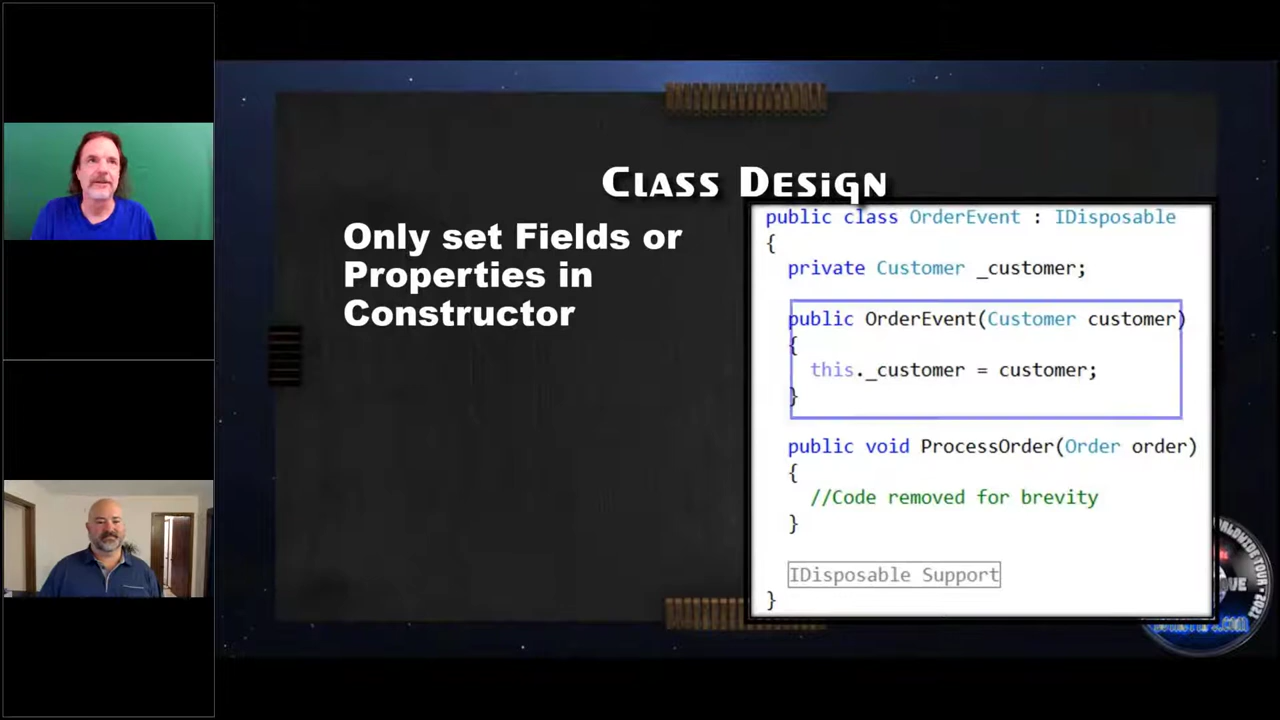 CLASS DESIGN
Only set Fields or
Properties in
Constructor
public class OrderEvent : IDisposable
{
private Customer _customer;
public OrderEvent(Customer customer)
{
this._customer = customer;
}
public void ProcessOrder(Order order)
{
//Code removed for brevity
}
IDisposable Support
}